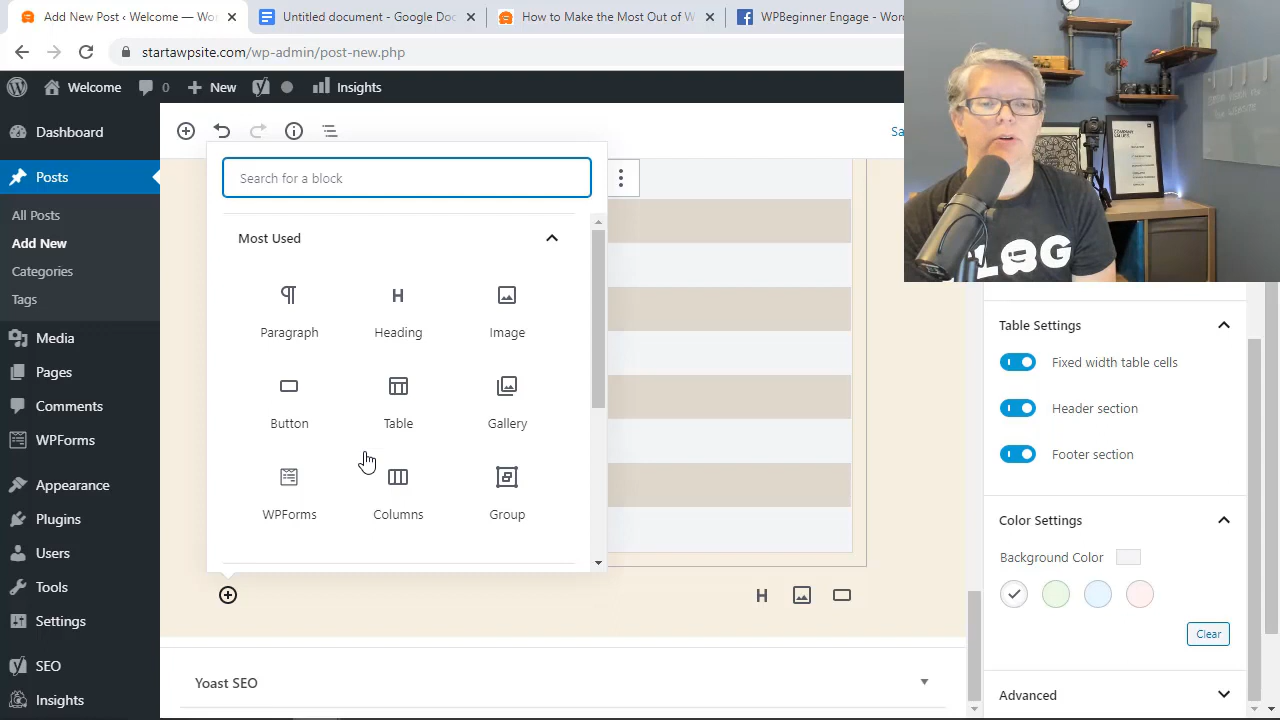 Add New Post ‹ Welcome — Wor
Untitled document - Google Doc
How to Make the Most Out of W
WPBeginner Engage - Word
startawpsite.com/wp-admin/post-new.php
Welcome
0
New
Insights
Dashboard
Posts
All Posts
Add New
Categories
Tags
Media
Pages
Comments
WPForms
Appearance
Plugins
Users
Tools
Settings
SEO
Insights
Sa
Search for a block
Most Used
Paragraph
Heading
Image
Button
Table
Gallery
WPForms
Columns
Group
Yoast SEO
COMPANY
VALUES
Table Settings
Fixed width table cells
Header section
Footer section
Color Settings
Background Color
Clear
Advanced